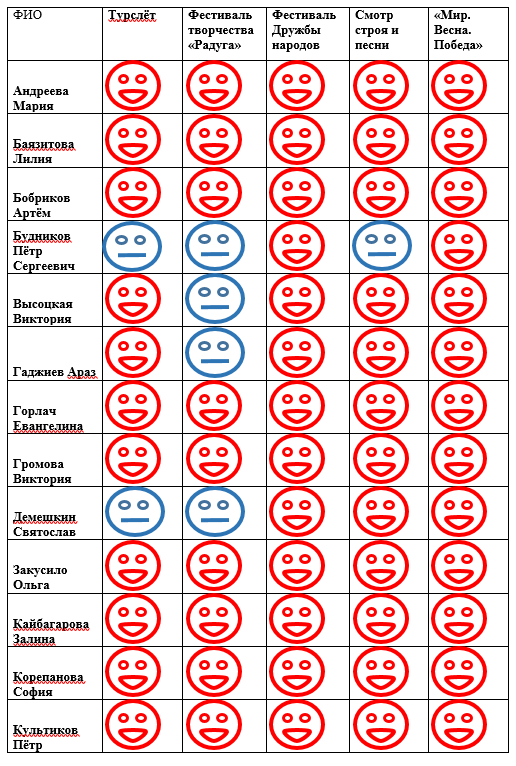 ФИО
Турслёт
Фестиваль
творчества
«Радуга»
Фестиваль
Дружбы
народов
Смотр
строя и
песни
«Мир.
Весна.
Победа»
Андреева
Мария
Баязитова
Лилия
Бобриков
Артём
Будников
Пётр
Сергеевич
Высоцкая
Виктория
Гаджиев Араз
Горлач
Евангелина
Громова
Виктория
Демешкин
Святослав
Закусило
Ольга
Кайбагарова
Залина
Корепанова
София
Культиков
Пётр